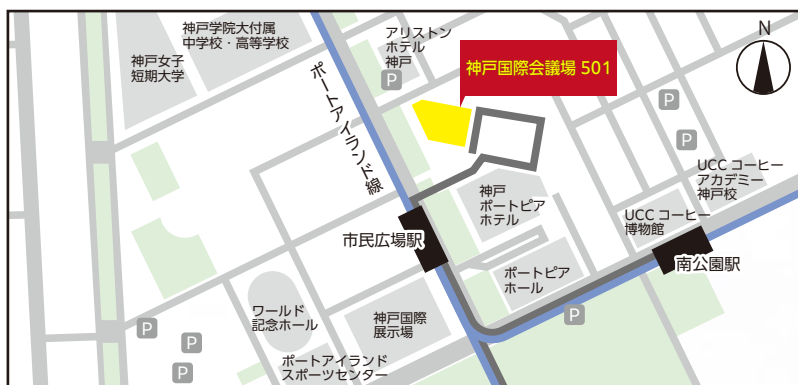 神戸学院大付属
中学校・高等学校
神戸女子
短期大学
アリストン
ホテル
神戸
P
神戸国際会議場 501
N
ポートアイランド線
P
P
UCC コーヒー
アカデミー
神戸校
神戸
ポートピア
ホテル
UCC コーヒー
博物館
市民広場駅
南公園駅
ポートピア
ホール
ワールド
記念ホール
神戸国際
展示場
P
P
P
P
ポートアイランド
スポーツセンター